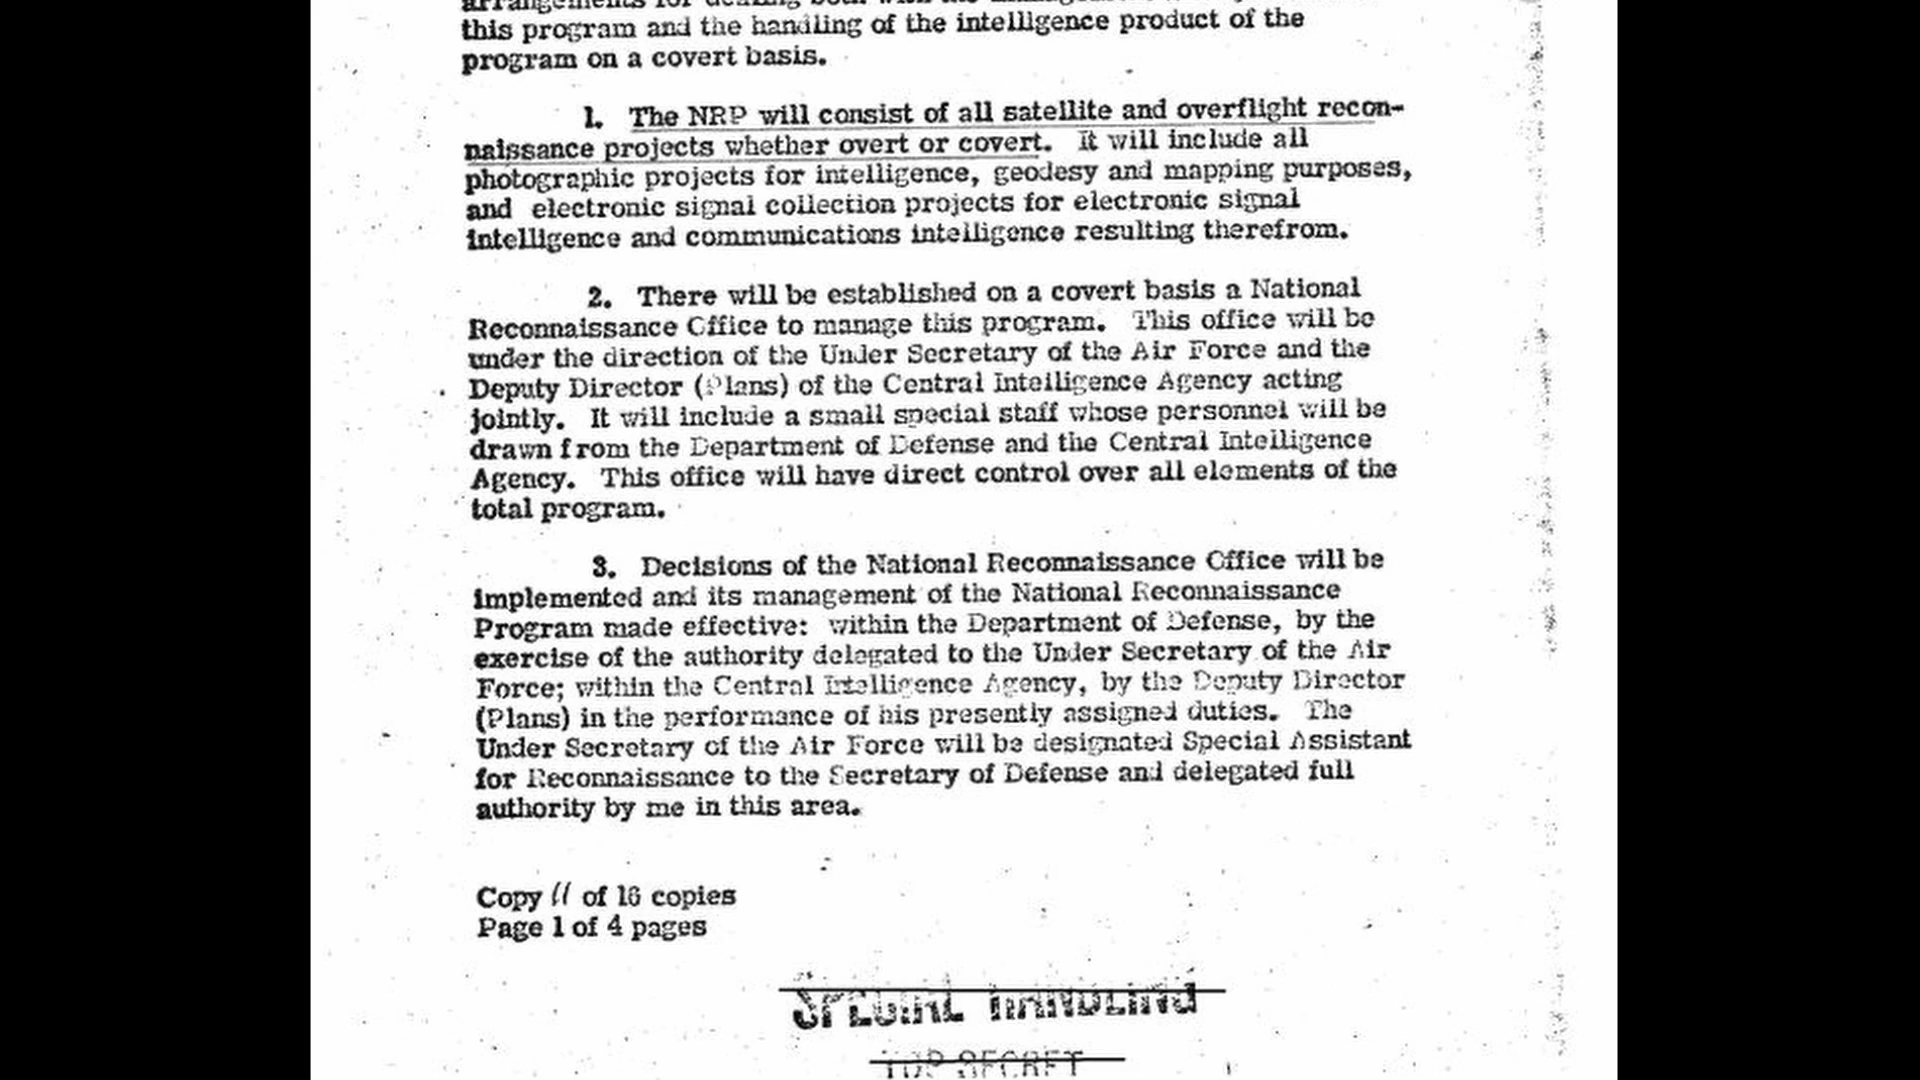 this program and the handling of the intelligence product of the
program on a covert basis.
1. The NRP will consist of all satellite and overflight recon-
naissance projects whether overt or covert. It will include all
photographic projects for intelligence, geodesy and mapping purposes,
and electronic signal collection projects for electronic signal
intelligence and communications intelligence resulting therefrom.
2. There will be established on a covert basis a National
Reconnaissance Office to manage this program. This office will be
under the direction of the Under Secretary of the Air Force and the
Deputy Director (Plans) of the Central Intelligence Agency acting
jointly. It will include a small special staff whose personnel will be
drawn from the Department of Defense and the Central Intelligence
Agency. This office will have direct control over all elements of the
total program.
3. Decisions of the National Reconnaissance Office will be
implemented and its management of the National Reconnaissance
Program made effective: within the Department of Defense, by the
exercise of the authority delegated to the Under Secretary of the Air
Force; within the Central Intelligence Agency, by the Deputy Director
(Plans) in the performance of his presently assigned duties. The
Under Secretary of the Air Force will be designated Special Assistant
for Reconnaissance to the Secretary of Defense and delegated full
authority by me in this area.
Copy 11 of 16 copies
Page 1 of 4 pages
SPECIAL HANDLING
TOP SECRET